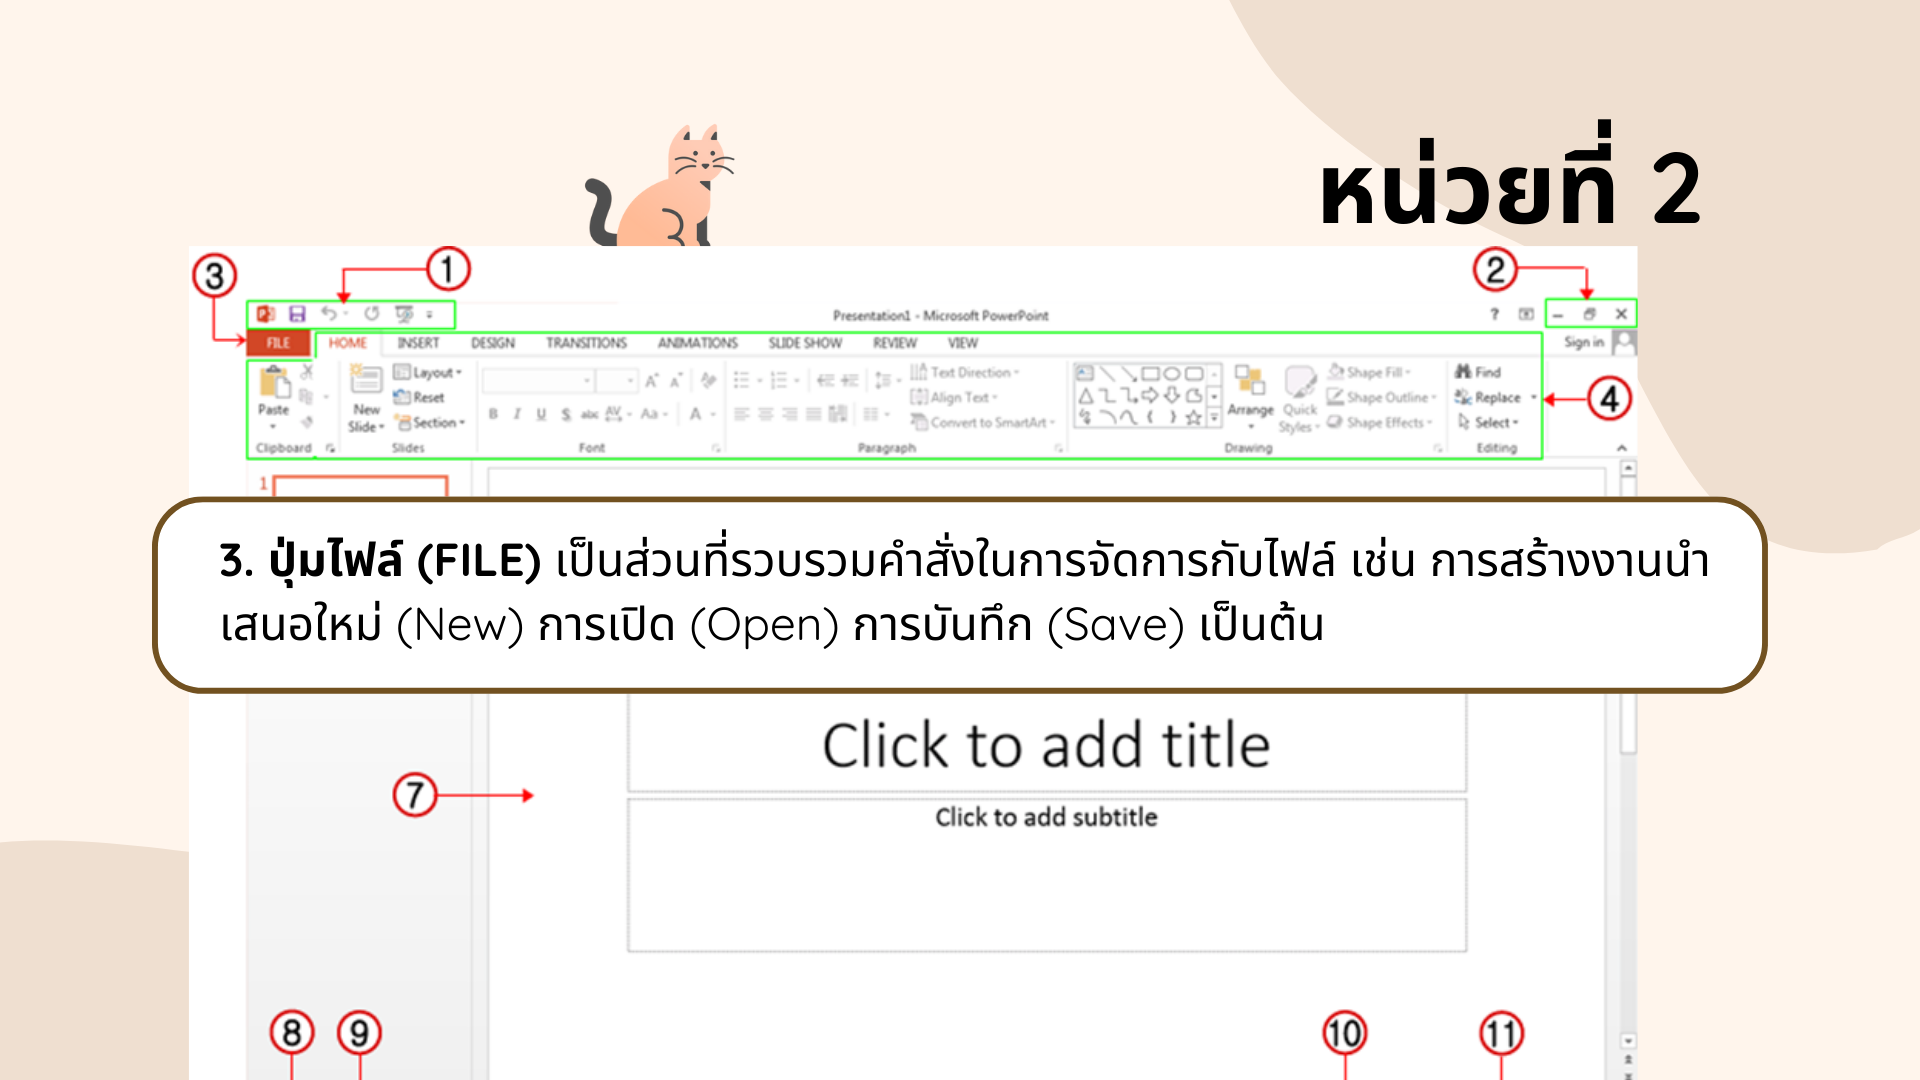 หน่วยที่ 2
3
1
2
Presentation1 - Microsoft PowerPoint
?
FILE HOME INSERT DESIGN TRANSITIONS ANIMATIONS SLIDE SHOW REVIEW VIEW Sign in
Layout
Text Direction
Shape Fill
Find
Reset
Align Text
Shape Outline
Replace
4
Paste
New
Slide
Section
B I U S abc AV Aa A
Convert to SmartArt
Arrange
Quick
Styles
Shape Effects
Select
Clipboard Slides Font Paragraph Drawing Editing
1
3. ปุ่มไฟล์ (FILE) เป็นส่วนที่รวบรวมคำสั่งในการจัดการกับไฟล์ เช่น การสร้างงานนำ
เสนอใหม่ (New) การเปิด (Open) การบันทึก (Save) เป็นต้น
Click to add title
7
Click to add subtitle
8 9 10 11